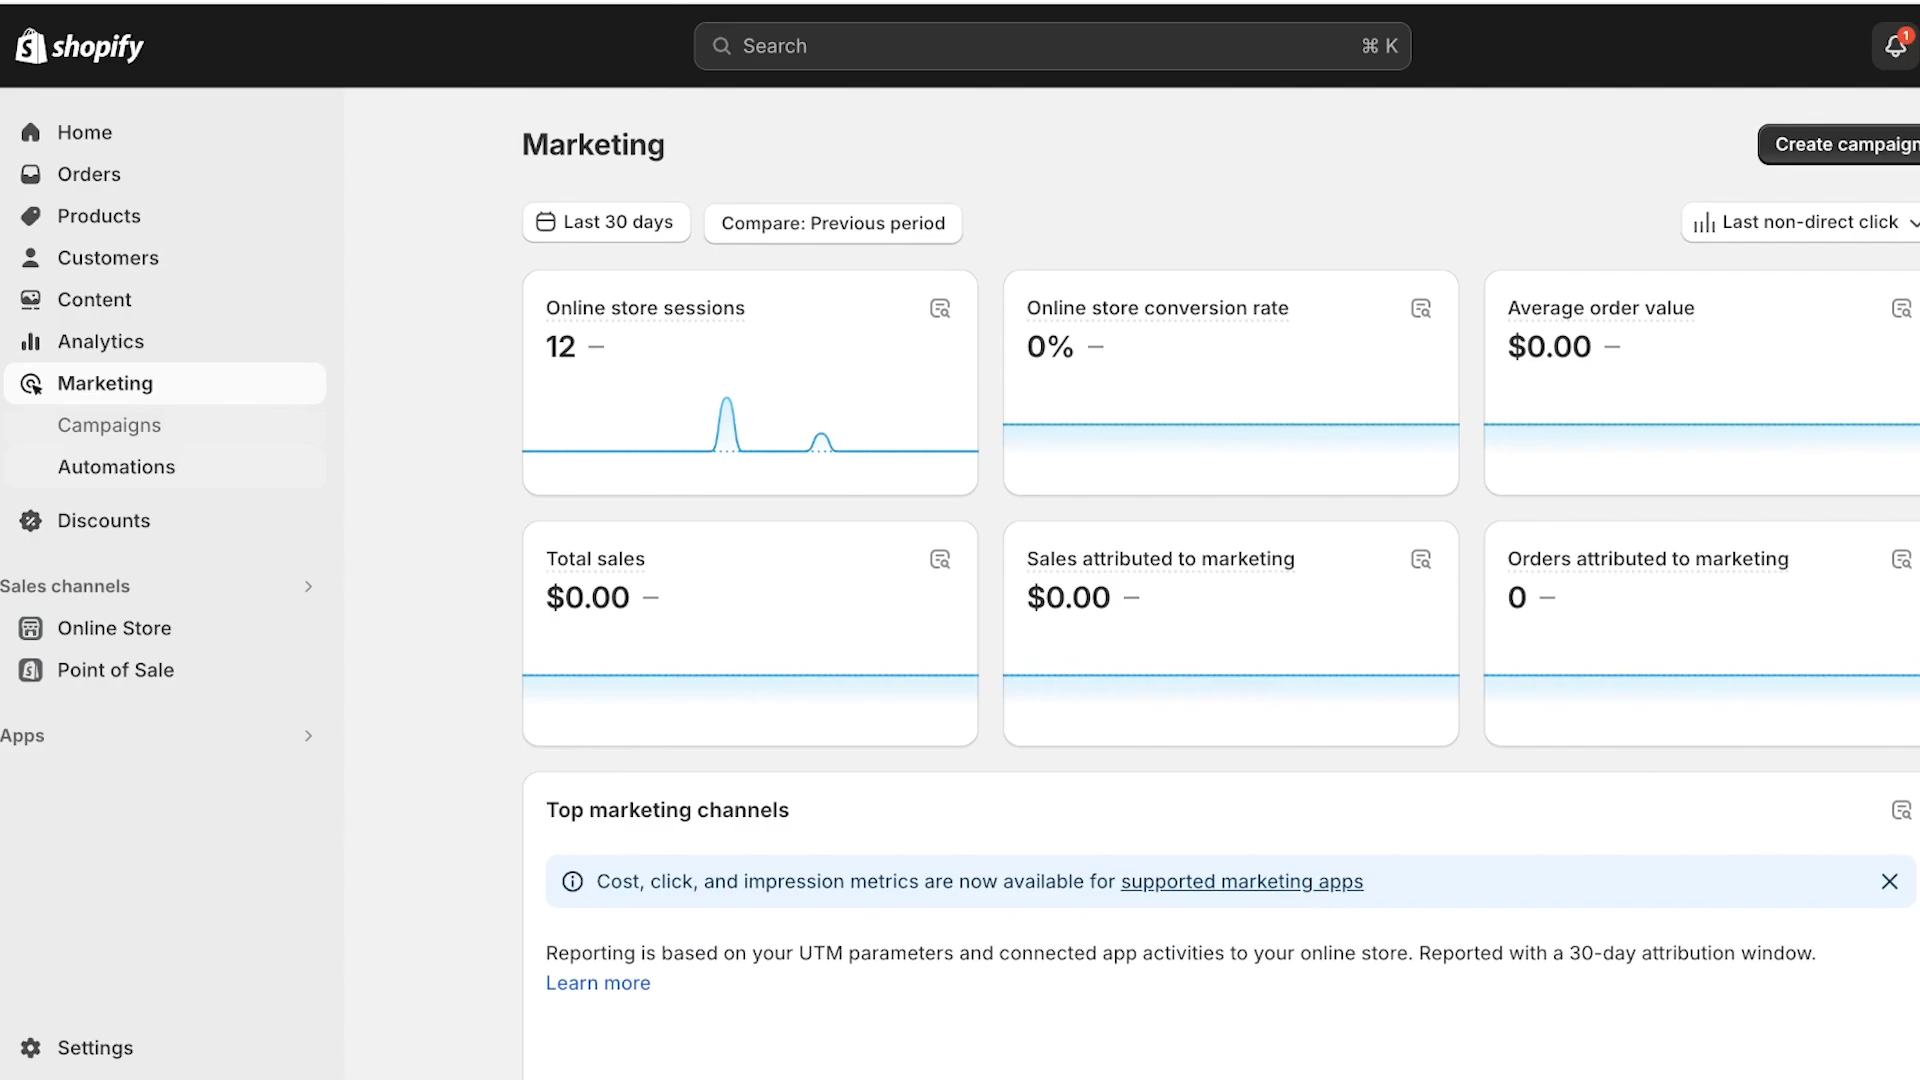 shopify
Search
⌘ K
1
Home
Orders
Products
Customers
Content
Analytics
Marketing
Campaigns
Automations
Discounts
Sales channels
Online Store
Point of Sale
Apps
Settings
Marketing
Create campaign
Last 30 days
Compare: Previous period
Last non-direct click
Online store sessions
12 —
Online store conversion rate
0% —
Average order value
$0.00 —
Total sales
$0.00 —
Sales attributed to marketing
$0.00 —
Orders attributed to marketing
0 —
Top marketing channels
Cost, click, and impression metrics are now available for supported marketing apps
Reporting is based on your UTM parameters and connected app activities to your online store. Reported with a 30-day attribution window.
Learn more